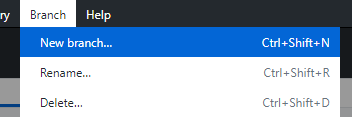 ry Branch Help
New branch... Ctrl+Shift+N
Rename... Ctrl+Shift+R
Delete... Ctrl+Shift+D